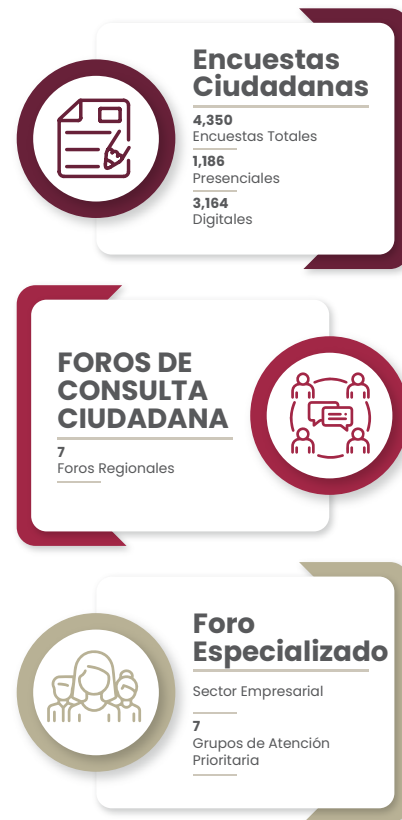 Encuestas
Ciudadanas
4,350
Encuestas Totales
1,186
Presenciales
3,164
Digitales
FOROS DE
CONSULTA
CIUDADANA
7
Foros Regionales
Foro
Especializado
Sector Empresarial
7
Grupos de Atención
Prioritaria